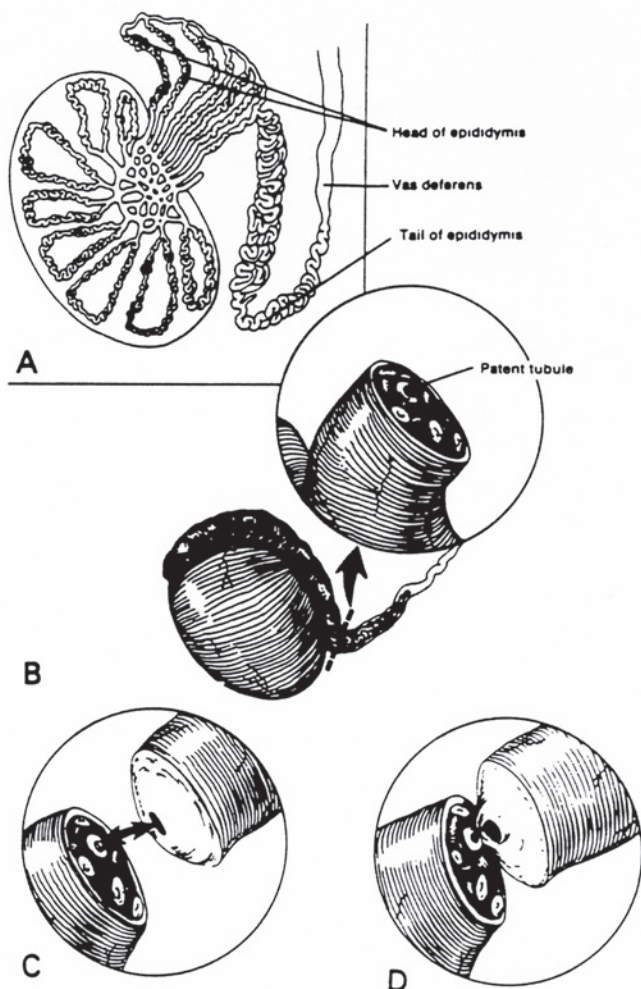 Head of epididymis
Vas deferens
Tail of epididymis
A
Patent tubule
B
C
D